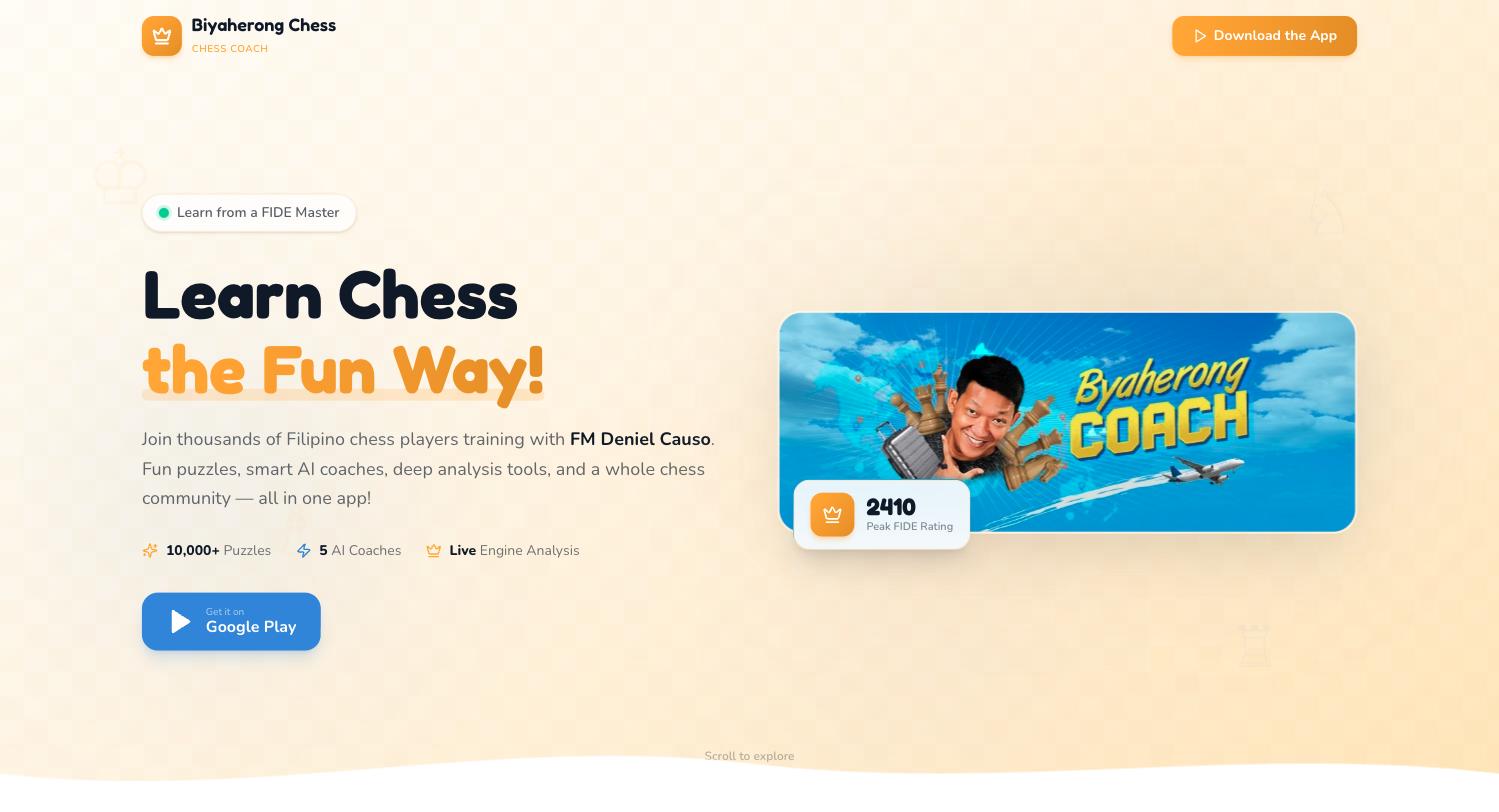 Biyaherong Chess
CHESS COACH
Download the App
Learn from a FIDE Master
Learn Chess
the Fun Way!
Join thousands of Filipino chess players training with FM Deniel Causo.
Fun puzzles, smart AI coaches, deep analysis tools, and a whole chess
community — all in one app!
10,000+ Puzzles
5 AI Coaches
Live Engine Analysis
Get it on
Google Play
Byaherong
COACH
2410
Peak FIDE Rating
Scroll to explore